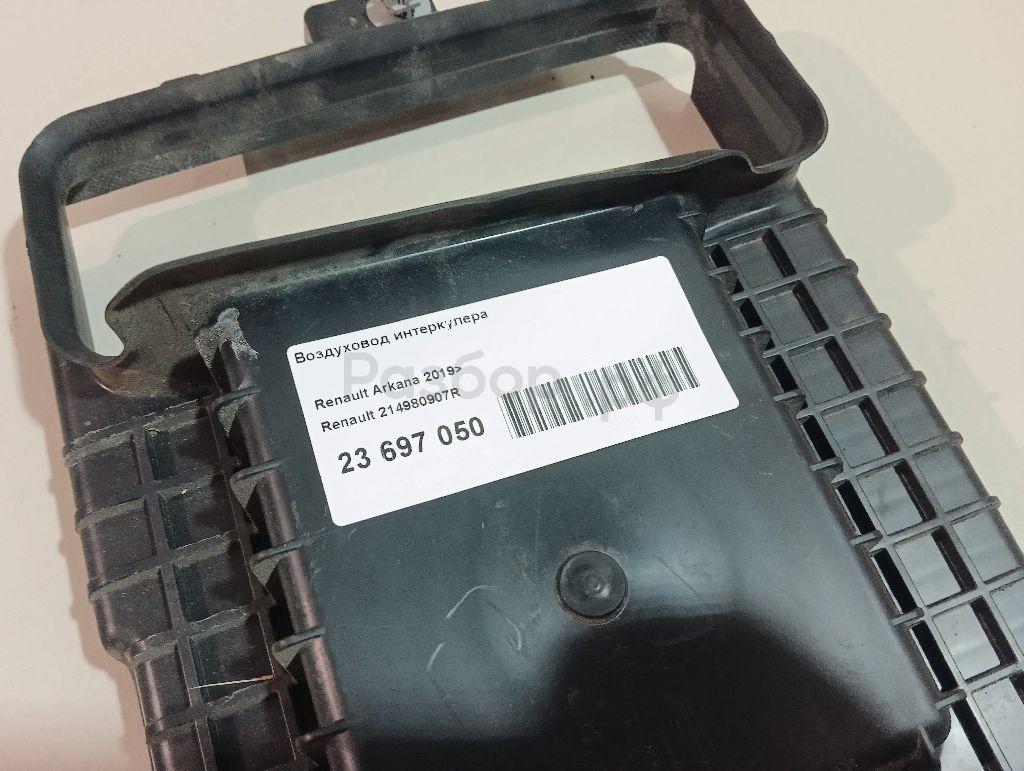 Воздуховод интеркулера
Renault Arkana 2019>
Renault 214980907R
23 697 050